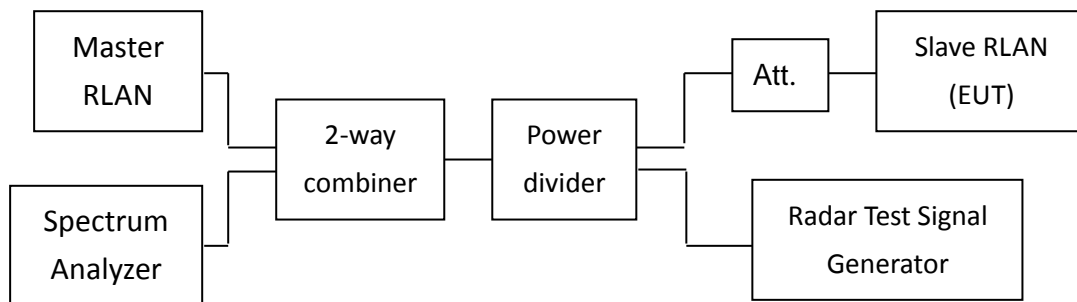 Master
RLAN
Spectrum
Analyzer
2-way
combiner
Power
divider
Att.
Slave RLAN
(EUT)
Radar Test Signal
Generator